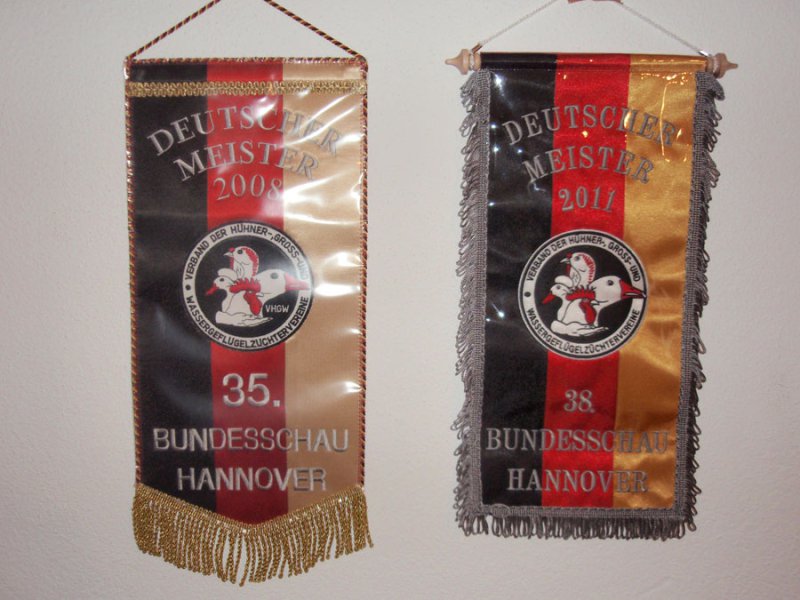 DEUTSCHER
MEISTER
2008
VERBAND DER HÜHNER-, GROSS- UND
WASSERGEFLÜGELZÜCHTERVEREINE
VHGW
35.
BUNDESSCHAU
HANNOVER
DEUTSCHER
MEISTER
2011
VERBAND DER HÜHNER-, GROSS- UND
WASSERGEFLÜGELZÜCHTERVEREINE
38.
BUNDESSCHAU
HANNOVER